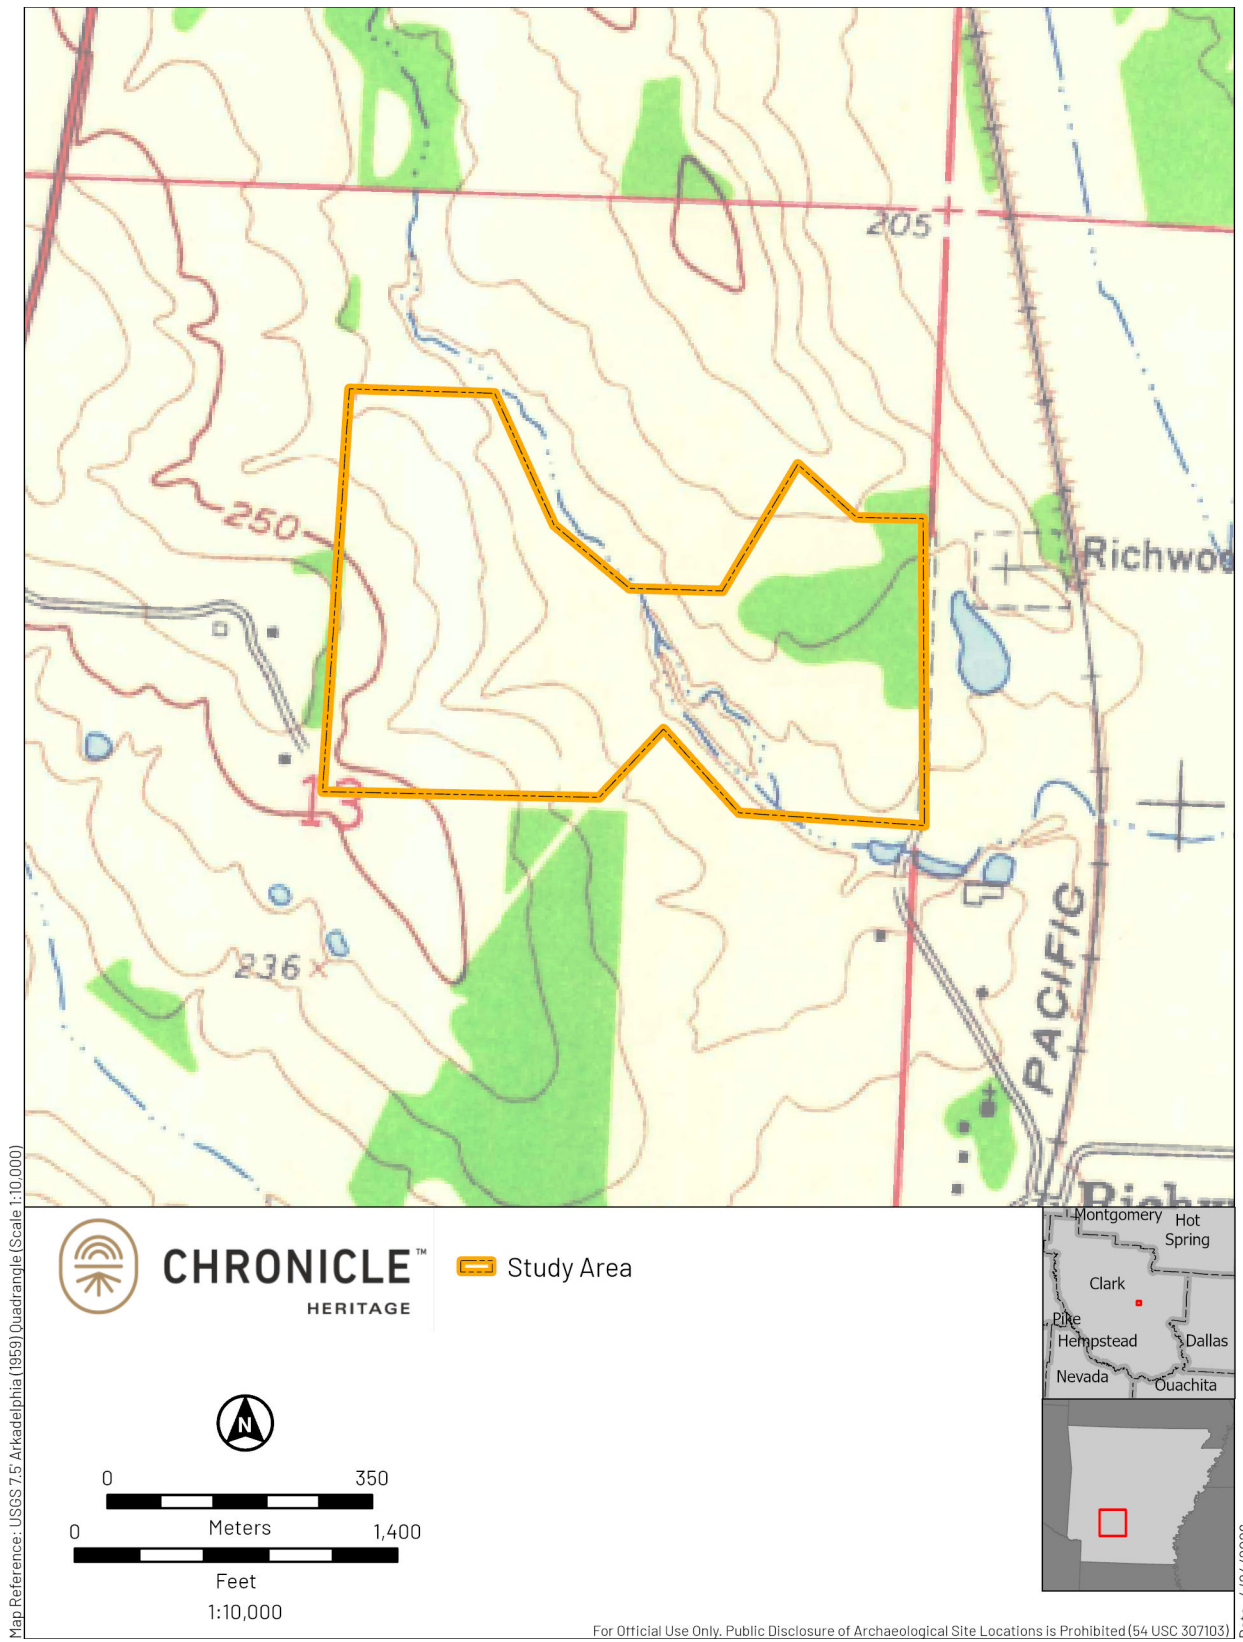 205
250
Richwo
13
236
PACIFIC
Map Reference: USGS 7.5' Arkadelphia (1959) Quadrangle (Scale 1:10,000)
CHRONICLE™
HERITAGE
Study Area
N
0 350
Meters
0 1,400
Feet
1:10,000
Montgomery
Hot
Spring
Clark
Pike
Hempstead
Dallas
Nevada
Ouachita
For Official Use Only. Public Disclosure of Archaeological Site Locations is Prohibited (54 USC 307103)